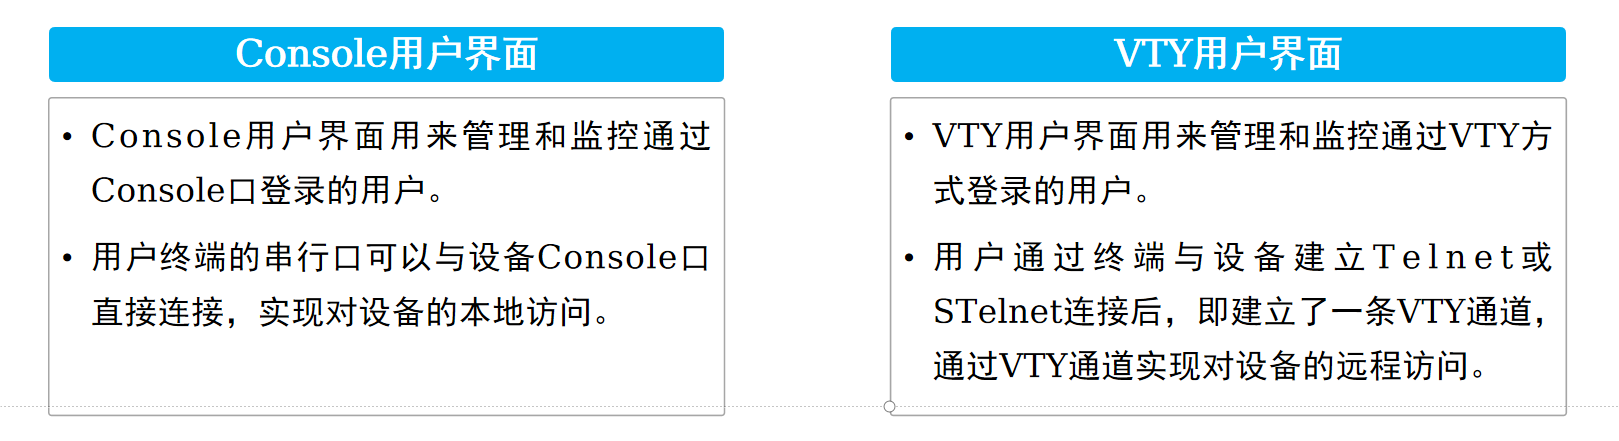 Console用户界面
• Console用户界面用来管理和监控通过
Console口登录的用户。
• 用户终端的串行口可以与设备Console口
直接连接，实现对设备的本地访问。
VTY用户界面
• VTY用户界面用来管理和监控通过VTY方
式登录的用户。
• 用户通过终端与设备建立Telnet或
STelnet连接后，即建立了一条VTY通道，
通过VTY通道实现对设备的远程访问。